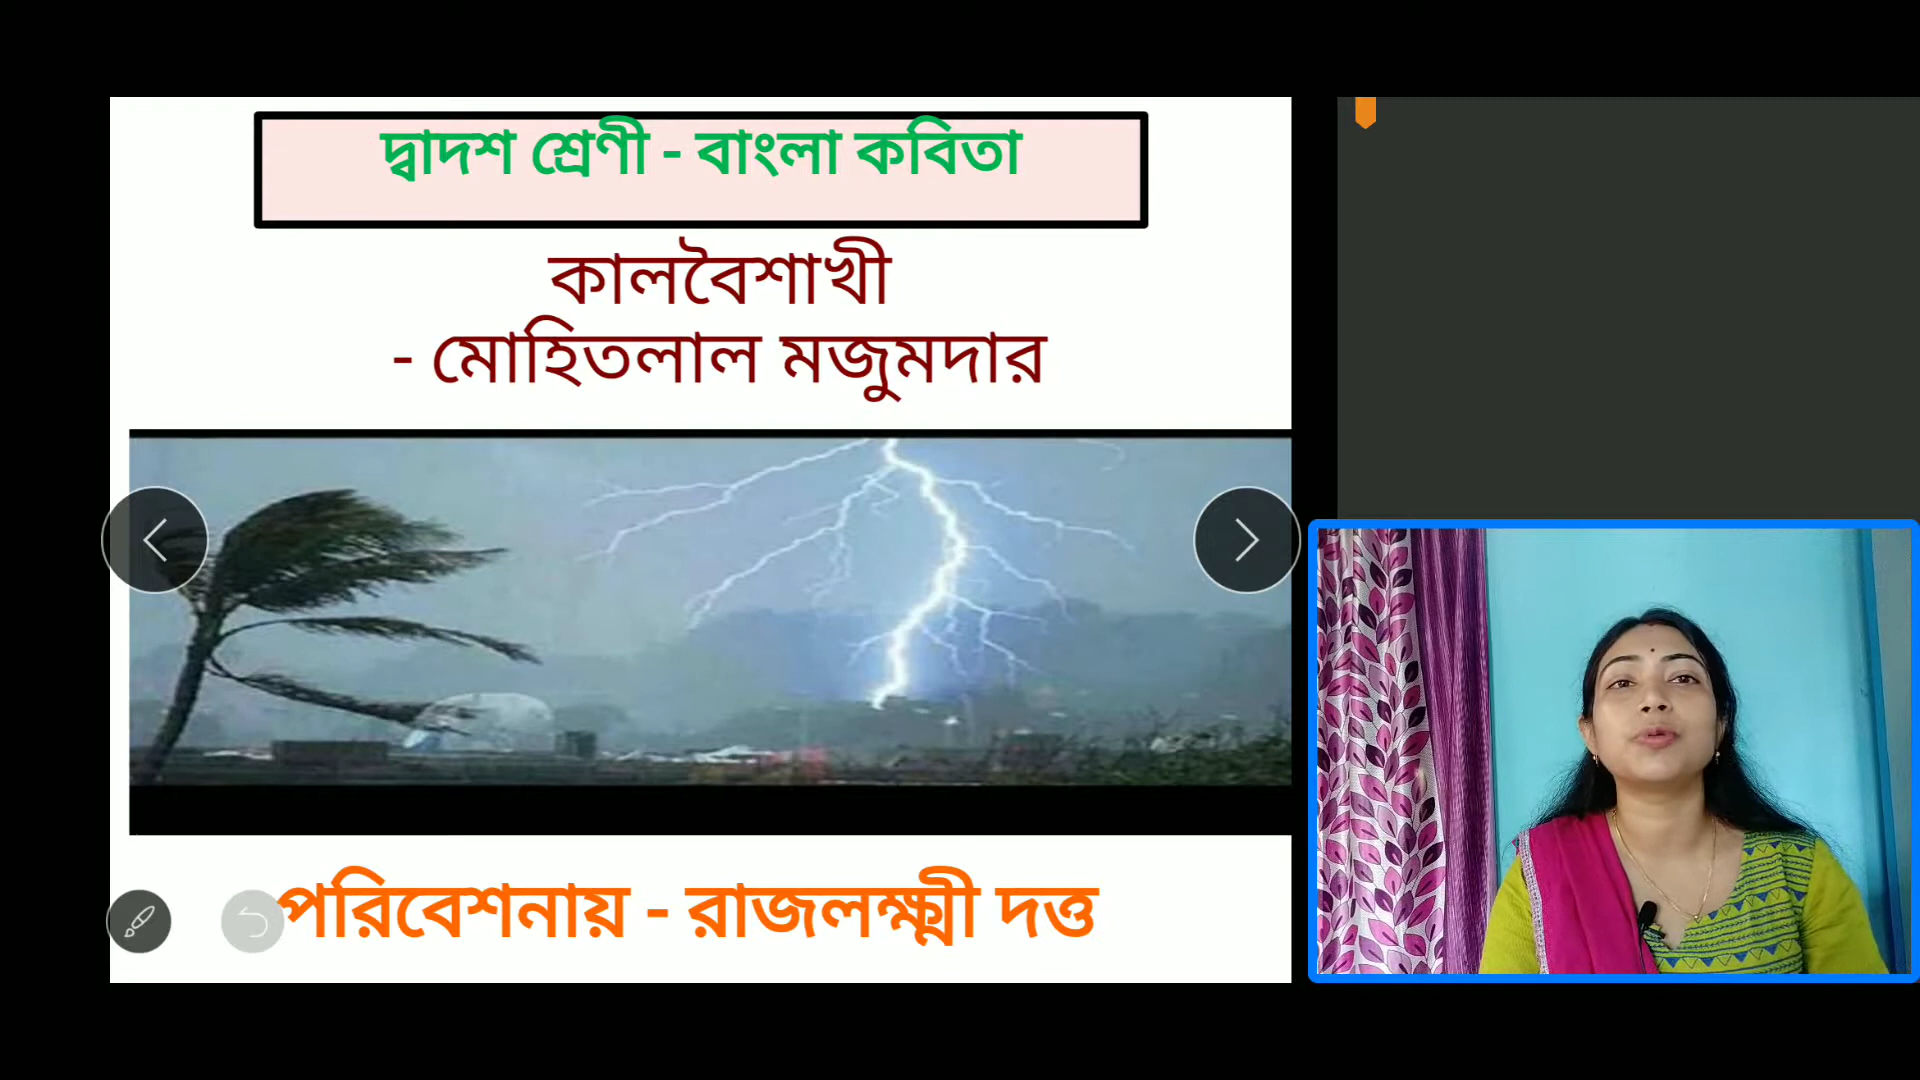 দ্বাদশ শ্রেণী - বাংলা কবিতা
কালবৈশাখী
- মোহিতলাল মজুমদার
পরিবেশনায় - রাজলক্ষ্মী দত্ত